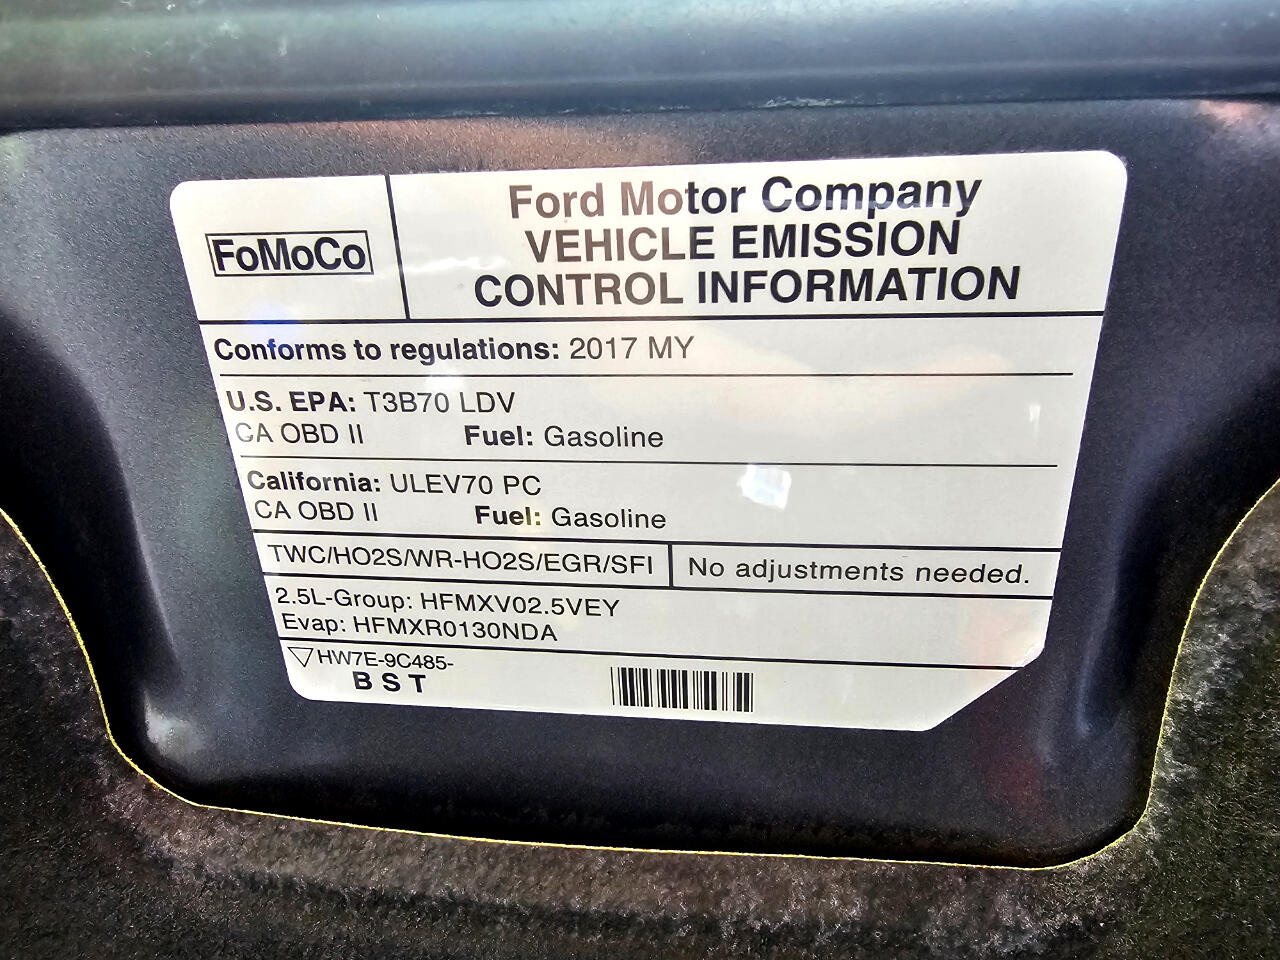 FoMoCo
Ford Motor Company
VEHICLE EMISSION
CONTROL INFORMATION
Conforms to regulations: 2017 MY
U.S. EPA: T3B70 LDV
CA OBD II Fuel: Gasoline
California: ULEV70 PC
CA OBD II Fuel: Gasoline
TWC/HO2S/WR-HO2S/EGR/SFI No adjustments needed.
2.5L-Group: HFMXV02.5VEY
Evap: HFMXR0130NDA
HW7E-9C485-
B S T